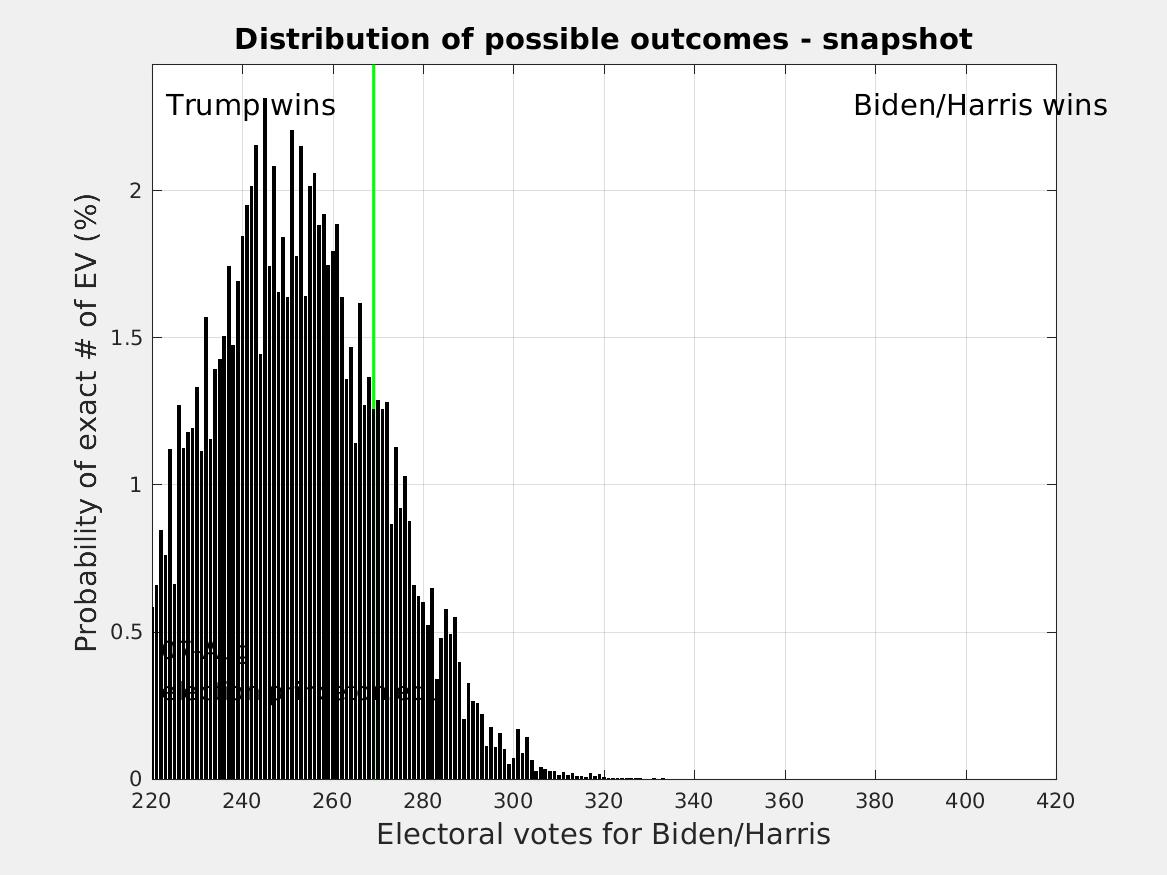 Distribution of possible outcomes - snapshot
Trump wins
Biden/Harris wins
2
1.5
1
0.5
0
Probability of exact # of EV (%)
220 240 260 280 300 320 340 360 380 400 420
Electoral votes for Biden/Harris